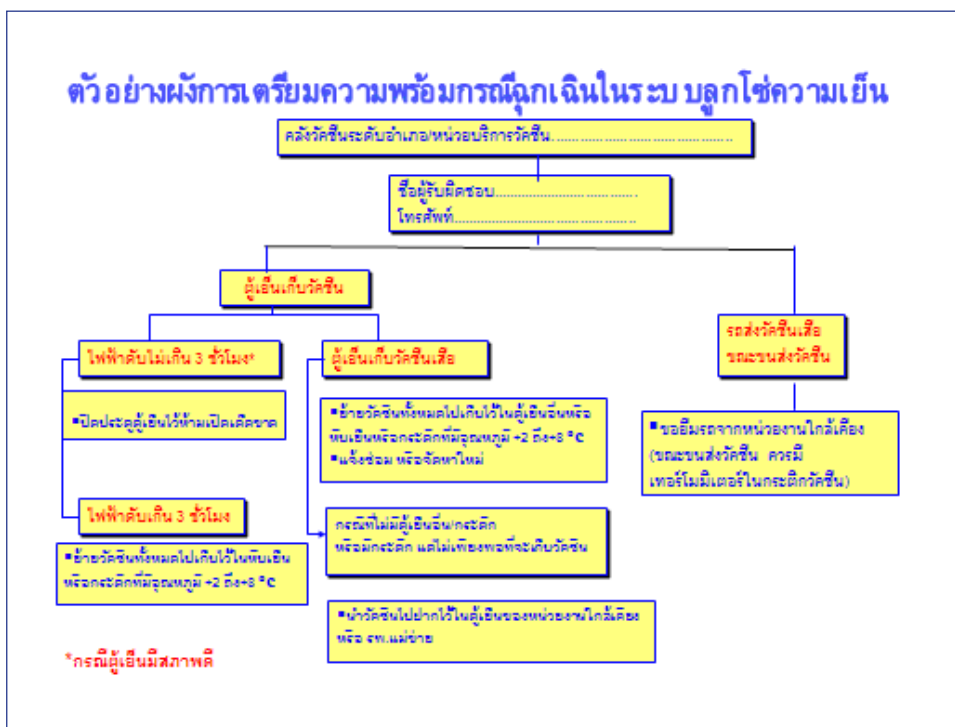 ตัวอย่างผังการเตรียมความพร้อมกรณีฉุกเฉินในระบบลูกโซ่ความเย็น
คลังวัคซีนระดับอำเภอ/หน่วยบริการวัคซีน..............................................
ชื่อผู้รับผิดชอบ....................................
โทรศัพท์..............................................
ตู้เย็นเก็บวัคซีน
ไฟฟ้าดับไม่เกิน 3 ชั่วโมง*
▪ปิดประตูตู้เย็นไว้ห้ามเปิดเด็ดขาด
ไฟฟ้าดับเกิน 3 ชั่วโมง
▪ย้ายวัคซีนทั้งหมดไปเก็บไว้ในหีบเย็น
หรือกระติกที่มีอุณหภูมิ +2 ถึง+8 °C
ตู้เย็นเก็บวัคซีนเสีย
▪ย้ายวัคซีนทั้งหมดไปเก็บไว้ในตู้เย็นอื่นหรือ
หีบเย็นหรือกระติกที่มีอุณหภูมิ +2 ถึง+8 °C
▪แจ้งซ่อม หรือจัดหาใหม่
กรณีที่ไม่มีตู้เย็นอื่น/กระติก
หรือมีกระติก แต่ไม่เพียงพอที่จะเก็บวัคซีน
▪นำวัคซีนไปฝากไว้ในตู้เย็นของหน่วยงานใกล้เคียง
หรือ รพ.แม่ข่าย
รถส่งวัคซีนเสีย
ขณะขนส่งวัคซีน
▪ขอยืมรถจากหน่วยงานใกล้เคียง
(ขณะขนส่งวัคซีน ควรมี
เทอร์โมมิเตอร์ในกระติกวัคซีน)
*กรณีตู้เย็นมีสภาพดี